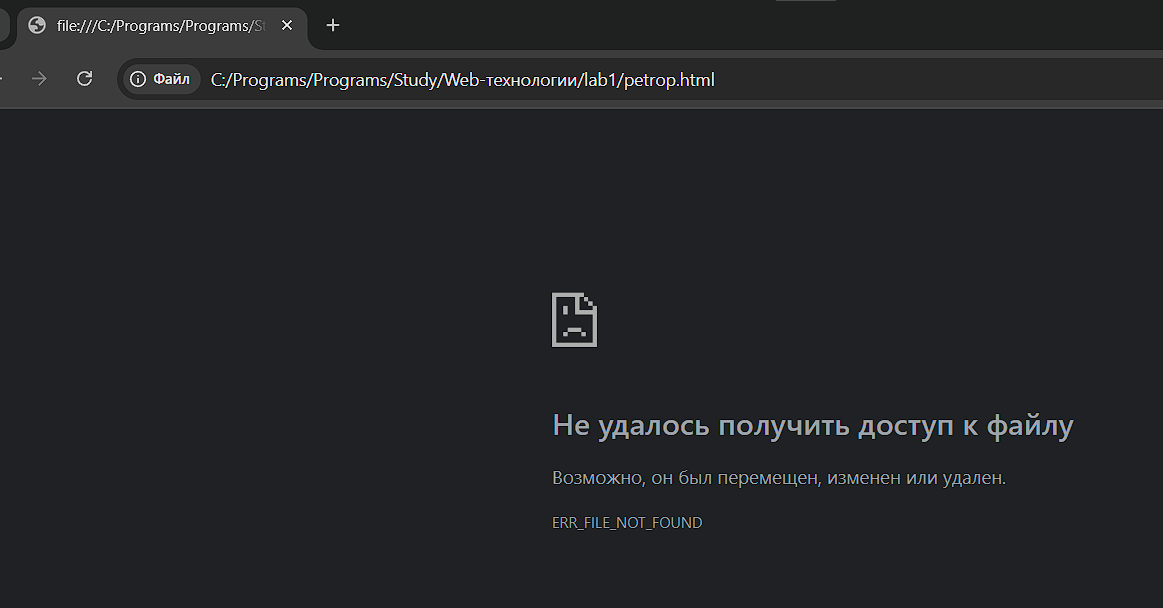 file:///C:/Programs/Programs/St
Файл C:/Programs/Programs/Study/Web-технологии/lab1/petrop.html
Не удалось получить доступ к файлу
Возможно, он был перемещен, изменен или удален.
ERR_FILE_NOT_FOUND